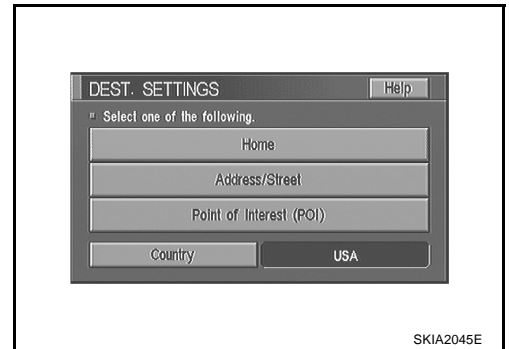 DEST. SETTINGS Help
Select one of the following.
Home
Address/Street
Point of Interest (POI)
Country USA
SKIA2045E